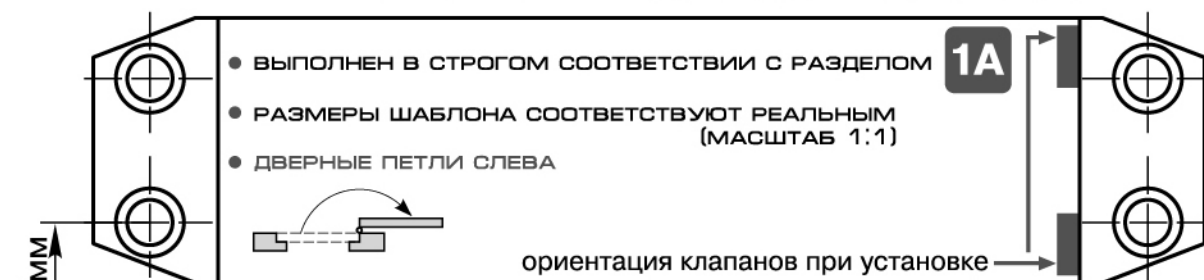 • ВЫПОЛНЕН В СТРОГОМ СООТВЕТСТВИИ С РАЗДЕЛОМ 1А
• РАЗМЕРЫ ШАБЛОНА СООТВЕТСТВУЮТ РЕАЛЬНЫМ
(МАСШТАБ 1:1)
• ДВЕРНЫЕ ПЕТЛИ СЛЕВА
ориентация клапанов при установке
мм